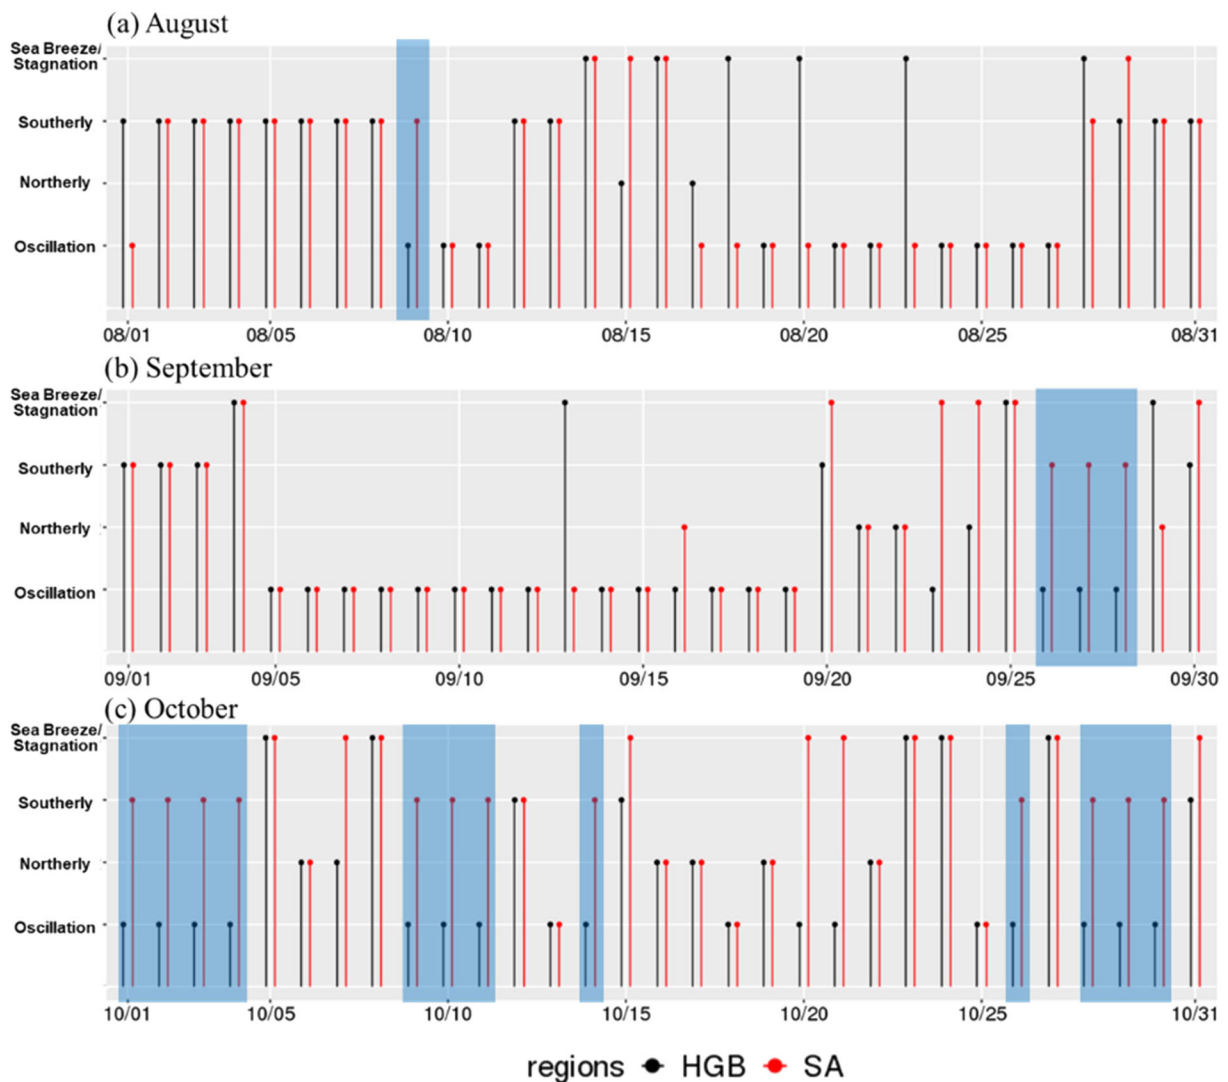 (a) August
Sea Breeze/
Stagnation
Southerly
Northerly
Oscillation
08/01 08/05 08/10 08/15 08/20 08/25 08/31
(b) September
Sea Breeze/
Stagnation
Southerly
Northerly
Oscillation
09/01 09/05 09/10 09/15 09/20 09/25 09/30
(c) October
Sea Breeze/
Stagnation
Southerly
Northerly
Oscillation
10/01 10/05 10/10 10/15 10/20 10/25 10/31
regions HGB SA